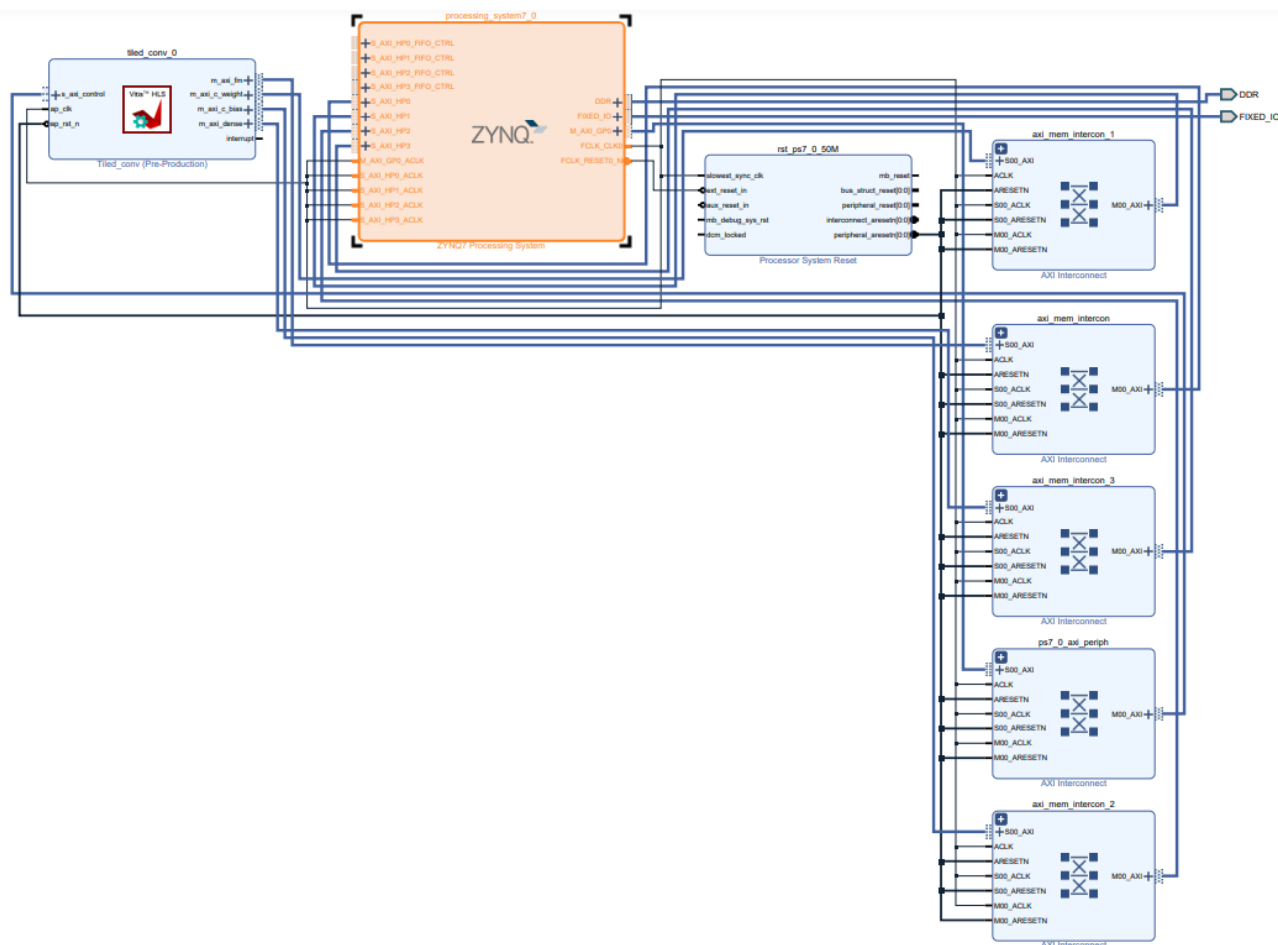 processing_system7_0
S_AXI_HP0_FIFO_CTRL
S_AXI_HP1_FIFO_CTRL
S_AXI_HP2_FIFO_CTRL
S_AXI_HP3_FIFO_CTRL
S_AXI_HP0
S_AXI_HP1
S_AXI_HP2
S_AXI_HP3
M_AXI_GP0_ACLK
S_AXI_HP0_ACLK
S_AXI_HP1_ACLK
S_AXI_HP2_ACLK
S_AXI_HP3_ACLK
ZYNQ
DDR
FIXED_IO
M_AXI_GP0
FCLK_CLK0
FCLK_RESET0_N
ZYNQ7 Processing System
tiled_conv_0
s_axi_control
ap_clk
ap_rst_n
Vitis™ HLS
m_axi_fm
m_axi_c_weight
m_axi_c_bias
m_axi_dense
interrupt
Tiled_conv (Pre-Production)
DDR
FIXED_IO
rst_ps7_0_50M
slowest_sync_clk
ext_reset_in
aux_reset_in
mb_debug_sys_rst
dcm_locked
mb_reset
bus_struct_reset[0:0]
peripheral_reset[0:0]
interconnect_aresetn[0:0]
peripheral_aresetn[0:0]
Processor System Reset
axi_mem_intercon_1
S00_AXI
ACLK
ARESETN
S00_ACLK
S00_ARESETN
M00_ACLK
M00_ARESETN
M00_AXI
AXI Interconnect
axi_mem_intercon
S00_AXI
ACLK
ARESETN
S00_ACLK
S00_ARESETN
M00_ACLK
M00_ARESETN
M00_AXI
AXI Interconnect
axi_mem_intercon_3
S00_AXI
ACLK
ARESETN
S00_ACLK
S00_ARESETN
M00_ACLK
M00_ARESETN
M00_AXI
AXI Interconnect
ps7_0_axi_periph
S00_AXI
ACLK
ARESETN
S00_ACLK
S00_ARESETN
M00_ACLK
M00_ARESETN
M00_AXI
AXI Interconnect
axi_mem_intercon_2
S00_AXI
ACLK
ARESETN
S00_ACLK
S00_ARESETN
M00_ACLK
M00_ARESETN
M00_AXI
AXI Interconnect